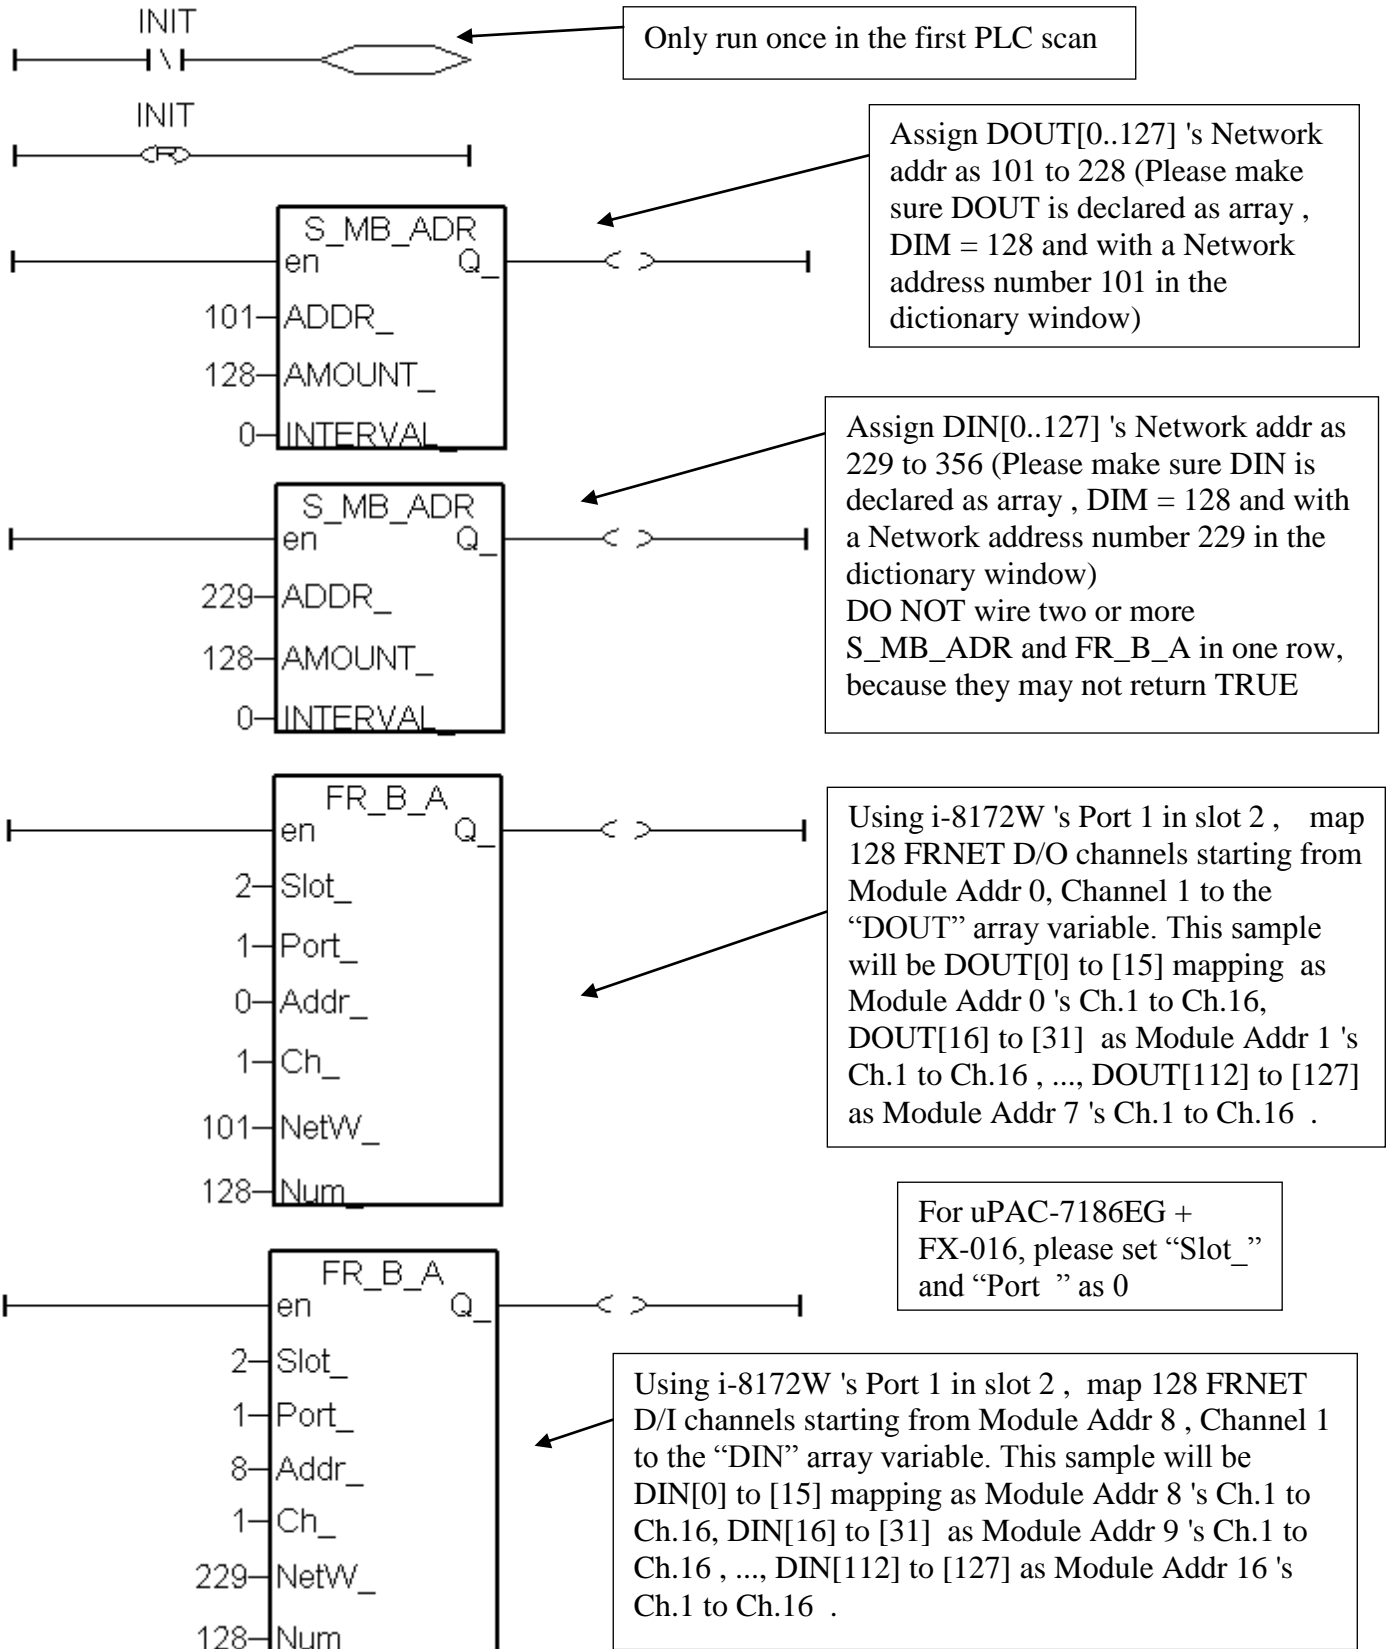 INIT
Only run once in the first PLC scan
INIT
R
Assign DOUT[0..127] 's Network
addr as 101 to 228 (Please make
sure DOUT is declared as array ,
DIM = 128 and with a Network
address number 101 in the
dictionary window)
S_MB_ADR
en Q_
101 ADDR_
128 AMOUNT_
0 INTERVAL_
Assign DIN[0..127] 's Network addr as
229 to 356 (Please make sure DIN is
declared as array , DIM = 128 and with
a Network address number 229 in the
dictionary window)
DO NOT wire two or more
S_MB_ADR and FR_B_A in one row,
because they may not return TRUE
S_MB_ADR
en Q_
229 ADDR_
128 AMOUNT_
0 INTERVAL_
FR_B_A
en Q_
2 Slot_
1 Port_
0 Addr_
1 Ch_
101 NetW_
128 Num_
Using i-8172W 's Port 1 in slot 2 , map
128 FRNET D/O channels starting from
Module Addr 0, Channel 1 to the
“DOUT” array variable. This sample
will be DOUT[0] to [15] mapping as
Module Addr 0 's Ch.1 to Ch.16,
DOUT[16] to [31] as Module Addr 1 's
Ch.1 to Ch.16 , ..., DOUT[112] to [127]
as Module Addr 7 's Ch.1 to Ch.16 .
For uPAC-7186EG +
FX-016, please set “Slot_”
and “Port ” as 0
FR_B_A
en Q_
2 Slot_
1 Port_
8 Addr_
1 Ch_
229 NetW_
128 Num
Using i-8172W 's Port 1 in slot 2 , map 128 FRNET
D/I channels starting from Module Addr 8 , Channel 1
to the “DIN” array variable. This sample will be
DIN[0] to [15] mapping as Module Addr 8 's Ch.1 to
Ch.16, DIN[16] to [31] as Module Addr 9 's Ch.1 to
Ch.16 , ..., DIN[112] to [127] as Module Addr 16 's
Ch.1 to Ch.16 .